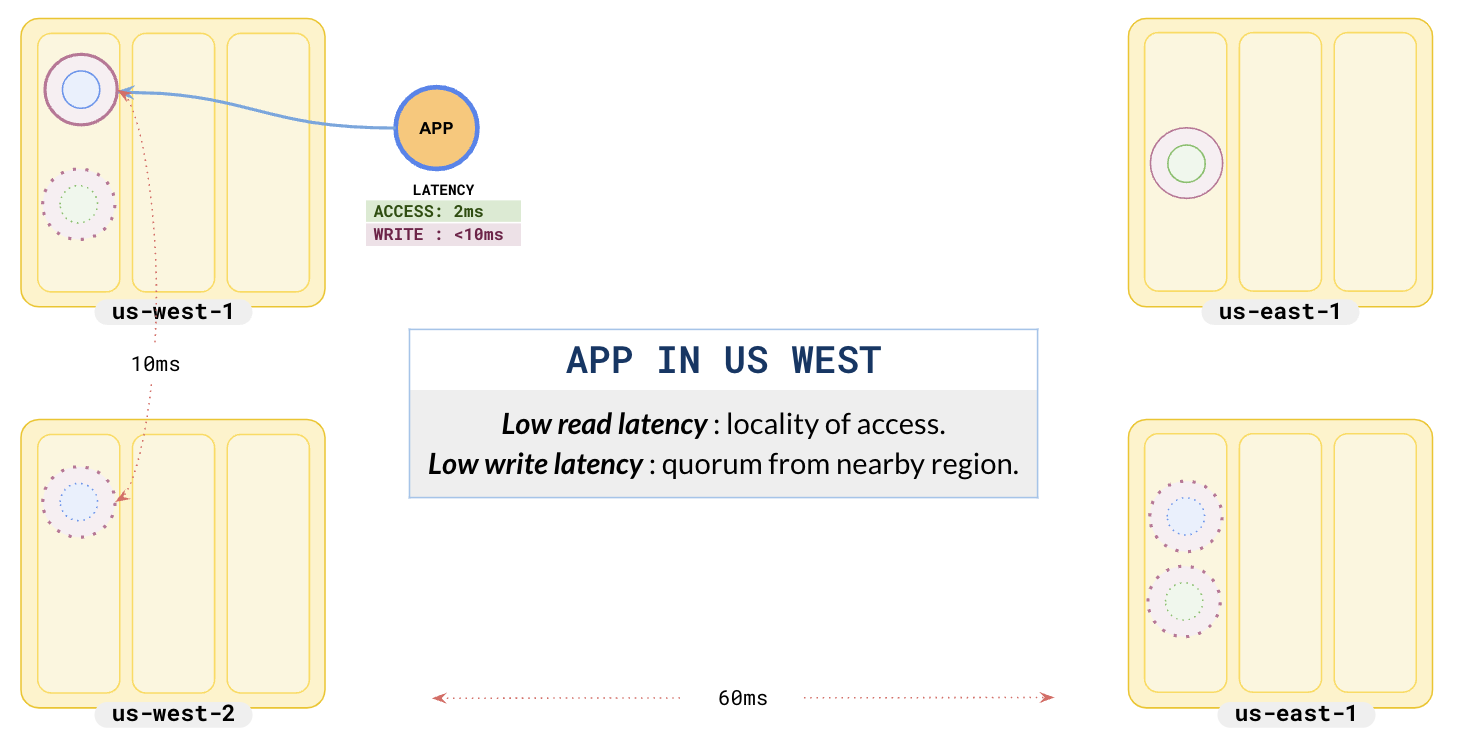 APP
LATENCY
ACCESS: 2ms
WRITE : <10ms
us-west-1
us-east-1
10ms
APP IN US WEST
Low read latency : locality of access.
Low write latency : quorum from nearby region.
60ms
us-west-2
us-east-1